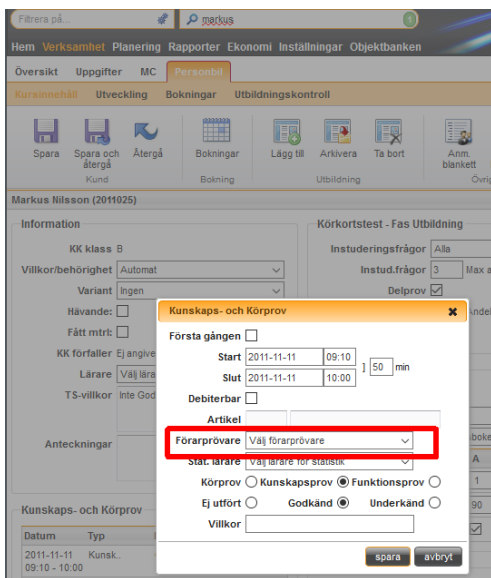 Filtrera på...
markus
1
Hem Verksamhet Planering Rapporter Ekonomi Inställningar Objektbanken
Översikt Uppgifter MC Personbil
Kursinnehåll Utveckling Bokningar Utbildningskontroll
Spara Spara och återgå Återgå Bokningar Lägg till Arkivera Ta bort Anm. blankett
Kund Bokning Utbildning Övri
Markus Nilsson (2011025)
Information
KK klass B
Villkor/behörighet Automat
Variant Ingen
Hävande:
Fått mtrl:
KK förfaller Ej angive
Lärare Välj lära
TS-villkor Inte God
Anteckningar
Körkortstest - Fas Utbildning
Instuderingsfrågor Alla
Instud.frågor 3 Max a
Delprov
Kunskaps- och Körprov
Första gången
Start 2011-11-11 09:10
] 50 min
Slut 2011-11-11 10:00
Debiterbar
Artikel
Förarprövare Välj förarprövare
Stat. lärare Välj lärare för statistik
Körprov Kunskapsprov Funktionsprov
Ej utfört Godkänd Underkänd
Villkor
spara avbryt
A
1
90
Kunskaps- och Körprov
Datum Typ
2011-11-11 Kunsk..
09:10 - 10:00